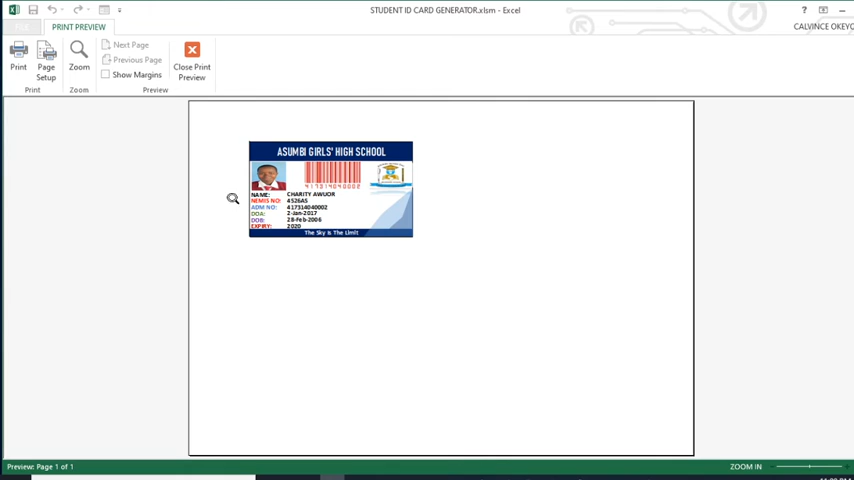 STUDENT ID CARD GENERATOR.xlsm - Excel
PRINT PREVIEW
CALVINCE OKEYO
Print
Page Setup
Zoom
Next Page
Previous Page
Show Margins
Close Print Preview
Print
Zoom
Preview
ASUMBI GIRLS' HIGH SCHOOL
417314040002
NAME: CHARITY AWUOR
NEMIS NO: 4526AS
ADM NO: 417314040002
DOA: 2-Jan-2017
DOB: 28-Feb-2006
EXPIRY: 2020
The Sky Is The Limit
Preview: Page 1 of 1
ZOOM IN